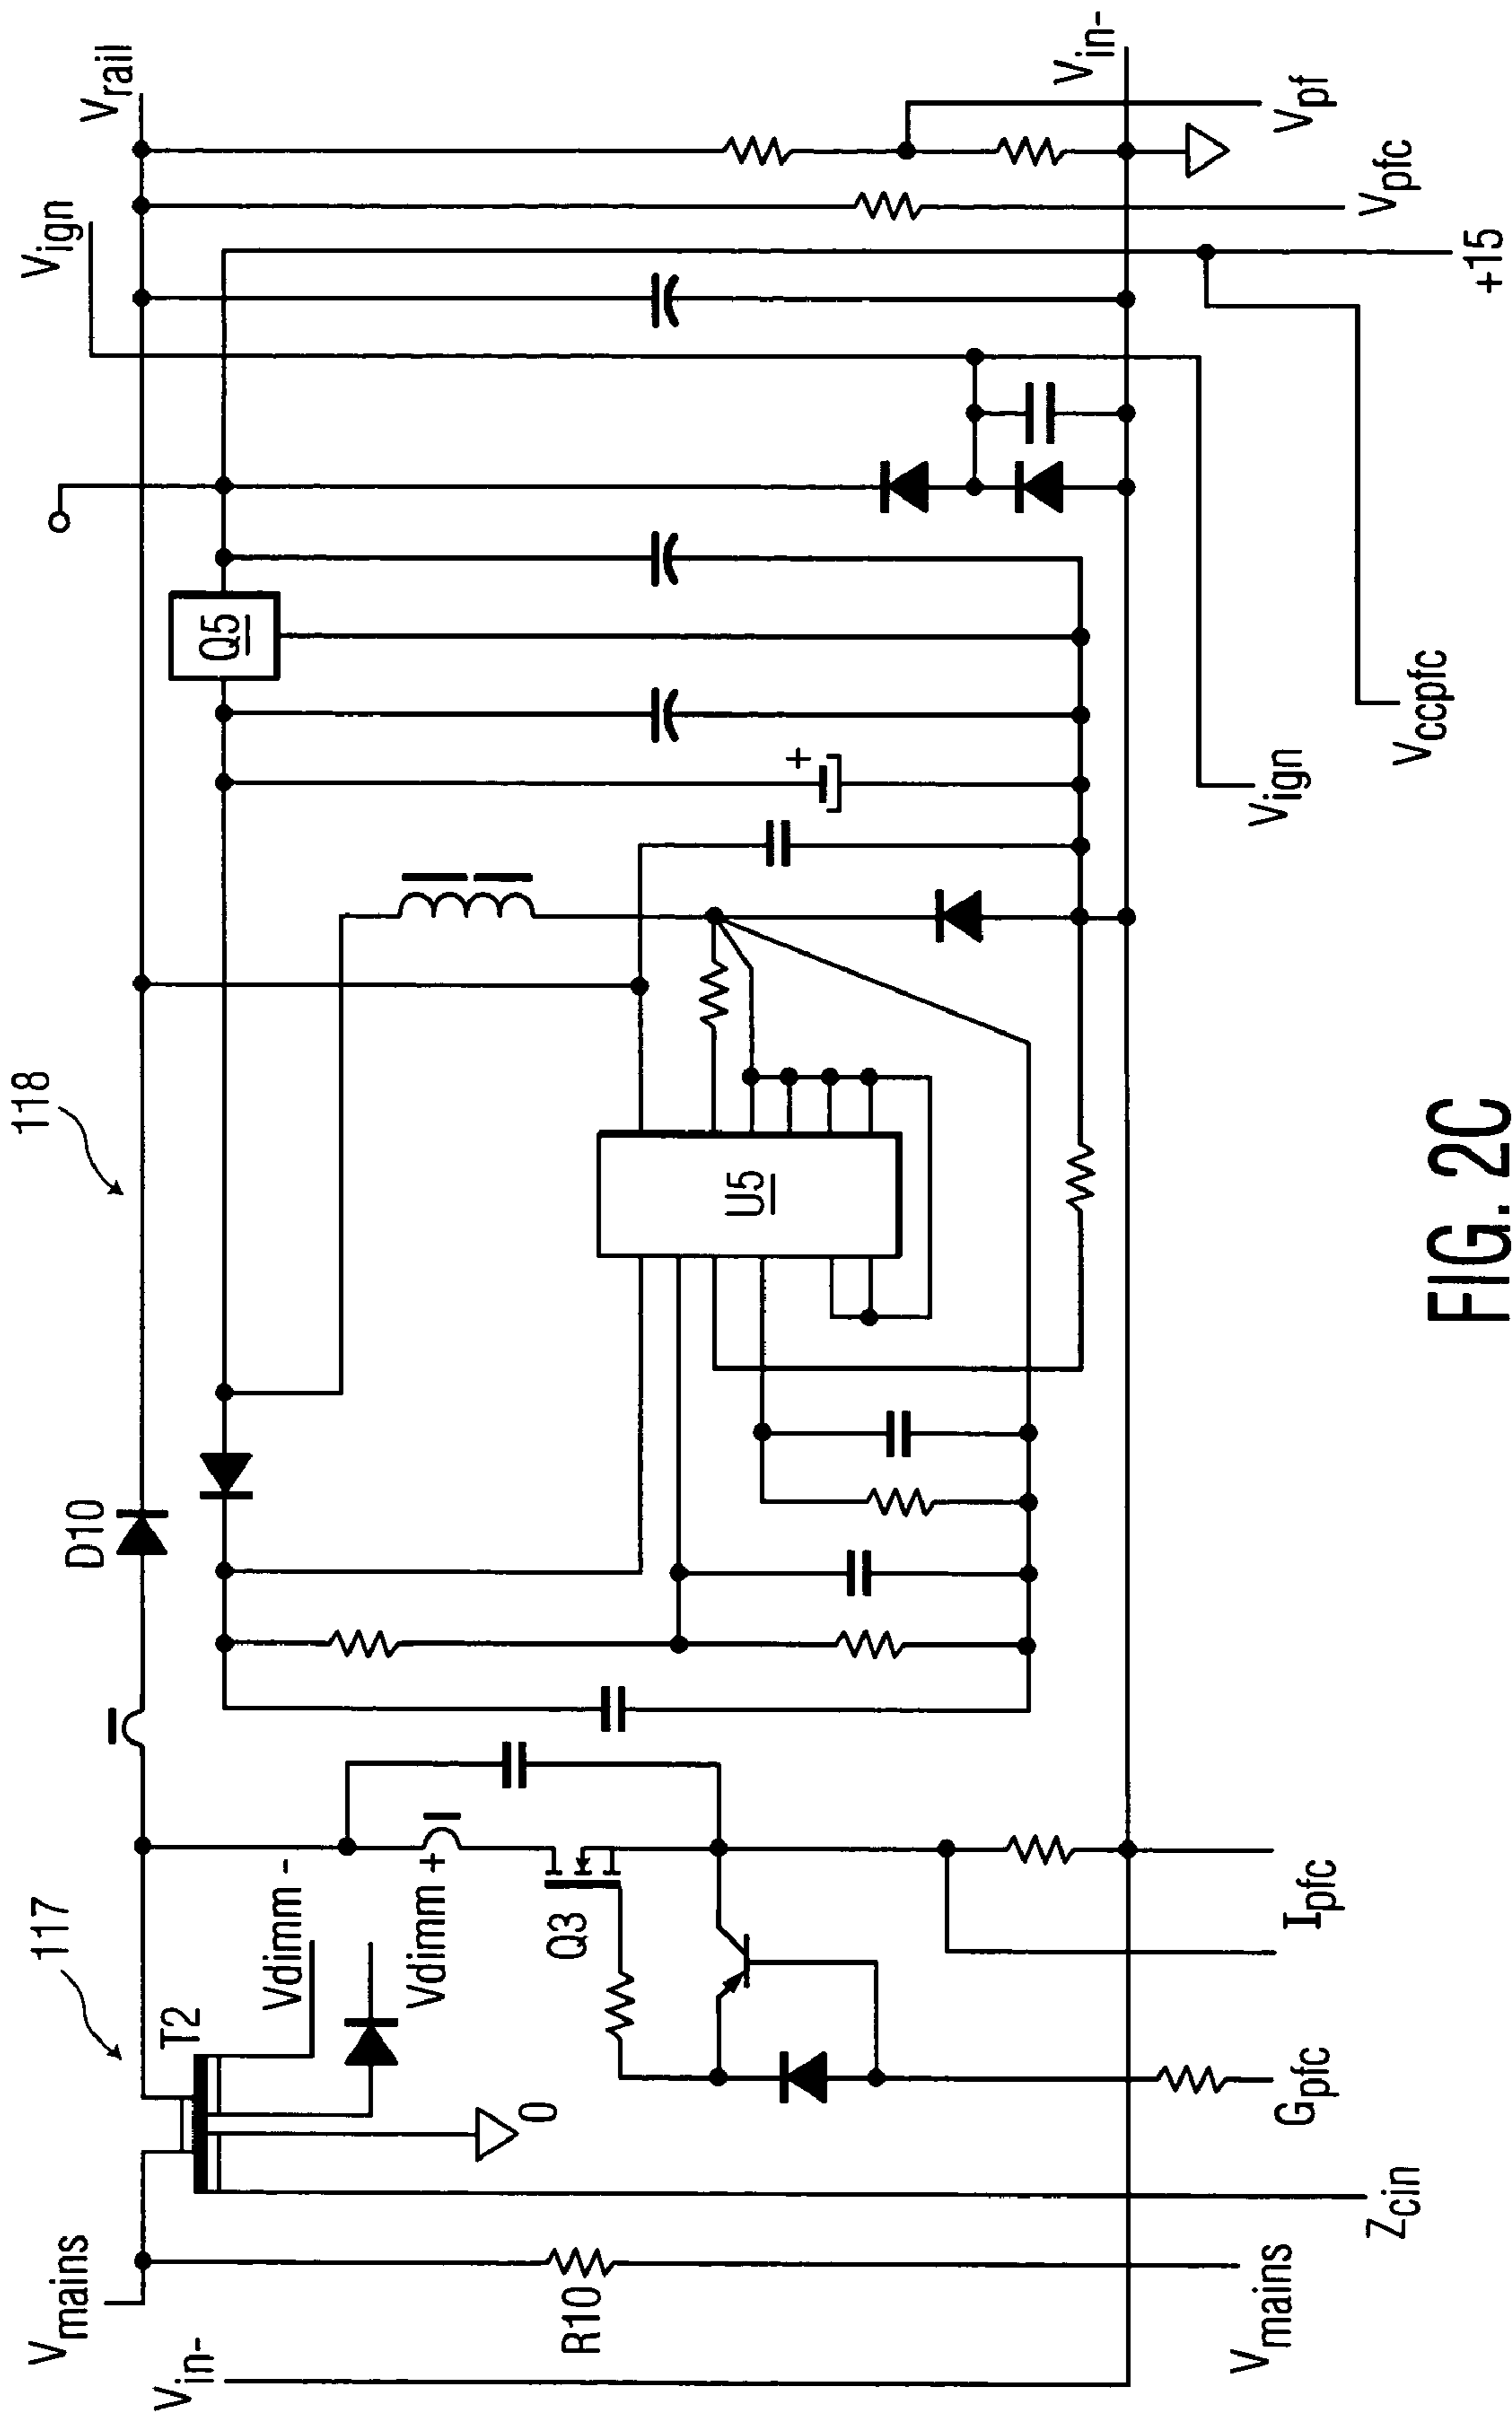 117
118
Vmains
T2
Vdimm -
Vdimm +
D10
Vign
Vrail
Q5
Vin-
R10
Q3
U5
0
Vmains
Zcin
Gpfc
Ipfc
Vign
Vccpfc
+
+15
Vpfc
Vpf
Vin-
FIG. 2C